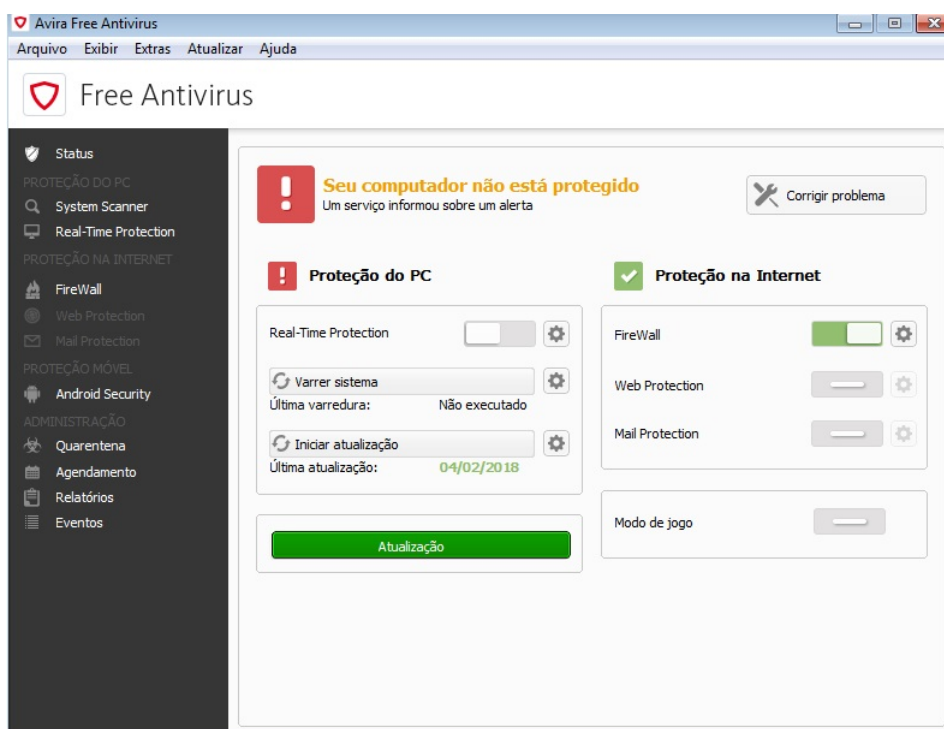 Avira Free Antivirus
Arquivo Exibir Extras Atualizar Ajuda
Free Antivirus
Status
PROTEÇÃO DO PC
System Scanner
Real-Time Protection
PROTEÇÃO NA INTERNET
FireWall
Web Protection
Mail Protection
PROTEÇÃO MÓVEL
Android Security
ADMINISTRAÇÃO
Quarentena
Agendamento
Relatórios
Eventos
Seu computador não está protegido
Um serviço informou sobre um alerta
Corrigir problema
Proteção do PC
Real-Time Protection
Varrer sistema
Última varredura: Não executado
Iniciar atualização
Última atualização: 04/02/2018
Atualização
Proteção na Internet
FireWall
Web Protection
Mail Protection
Modo de jogo